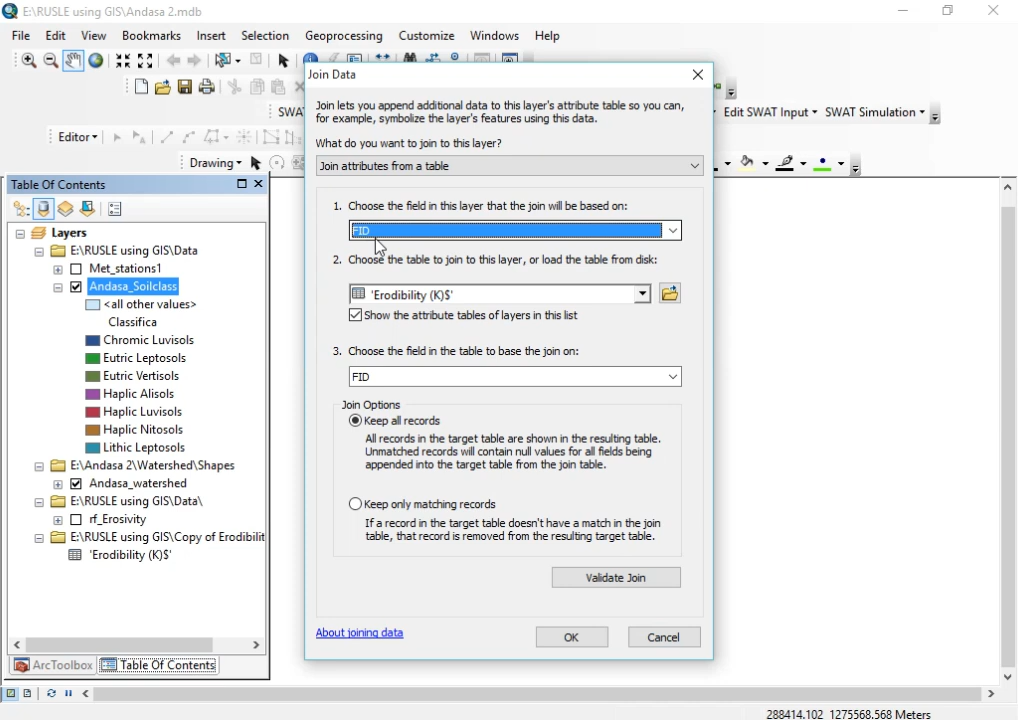 E:\RUSLE using GIS\Andasa 2.mdb
File Edit View Bookmarks Insert Selection Geoprocessing Customize Windows Help
Join Data
Join lets you append additional data to this layer's attribute table so you can,
for example, symbolize the layer's features using this data.
SWA
Edit SWAT Input SWAT Simulation
Editor
What do you want to join to this layer?
Drawing
Join attributes from a table
Table Of Contents
1. Choose the field in this layer that the join will be based on:
FID
2. Choose the table to join to this layer, or load the table from disk:
'Erodibility (K)$'
Show the attribute tables of layers in this list
3. Choose the field in the table to base the join on:
FID
Join Options
Keep all records
All records in the target table are shown in the resulting table.
Unmatched records will contain null values for all fields being
appended into the target table from the join table.
Keep only matching records
If a record in the target table doesn't have a match in the join
table, that record is removed from the resulting target table.
Validate Join
About joining data
OK
Cancel
Layers
E:\RUSLE using GIS\Data
Met_stations1
Andasa_Soilclass
<all other values>
Classifica
Chromic Luvisols
Eutric Leptosols
Eutric Vertisols
Haplic Alisols
Haplic Luvisols
Haplic Nitosols
Lithic Leptosols
E:\Andasa 2\Watershed\Shapes
Andasa_watershed
E:\RUSLE using GIS\Data\
rf_Erosivity
E:\RUSLE using GIS\Copy of Erodibilit
'Erodibility (K)$'
ArcToolbox Table Of Contents
288414.102 1275568.568 Meters